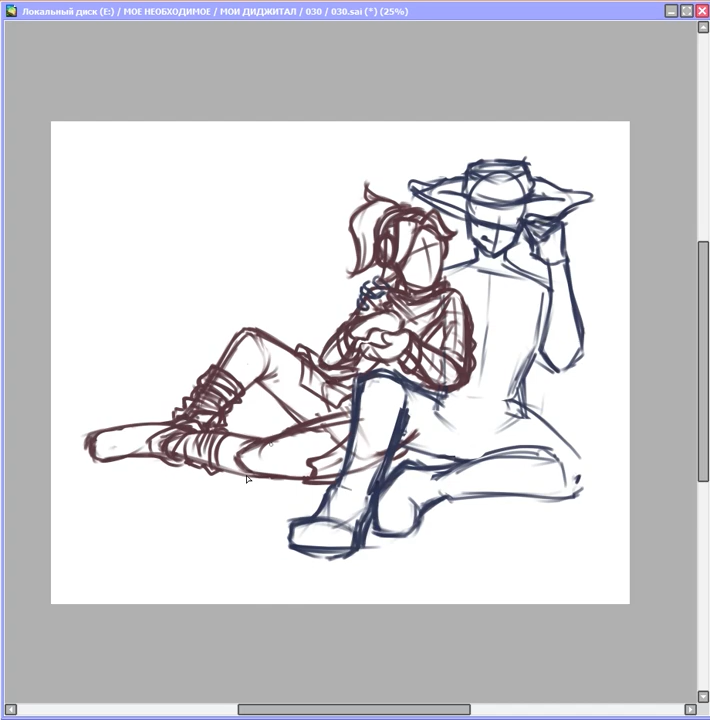 Локальный диск (E:) / МОЕ НЕОБХОДИМОЕ / МОИ ДИДЖИТАЛ / 030 / 030.sai (*) (25%)